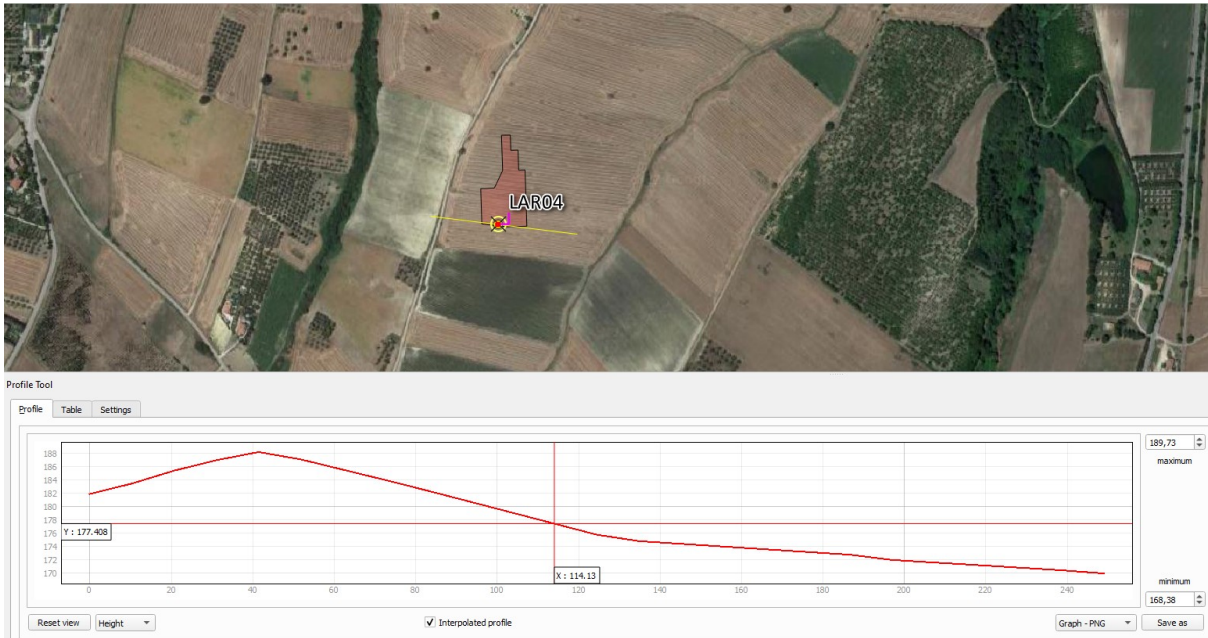 LAR04
Profile Tool
Profile Table Settings
188
186
184
182
180
178
176
174
172
170
Y : 177.408
X : 114.13
0 20 40 60 80 100 120 140 160 180 200 220 240
189,73
maximum
minimum
168,38
Reset view Height Interpolated profile Graph - PNG Save as